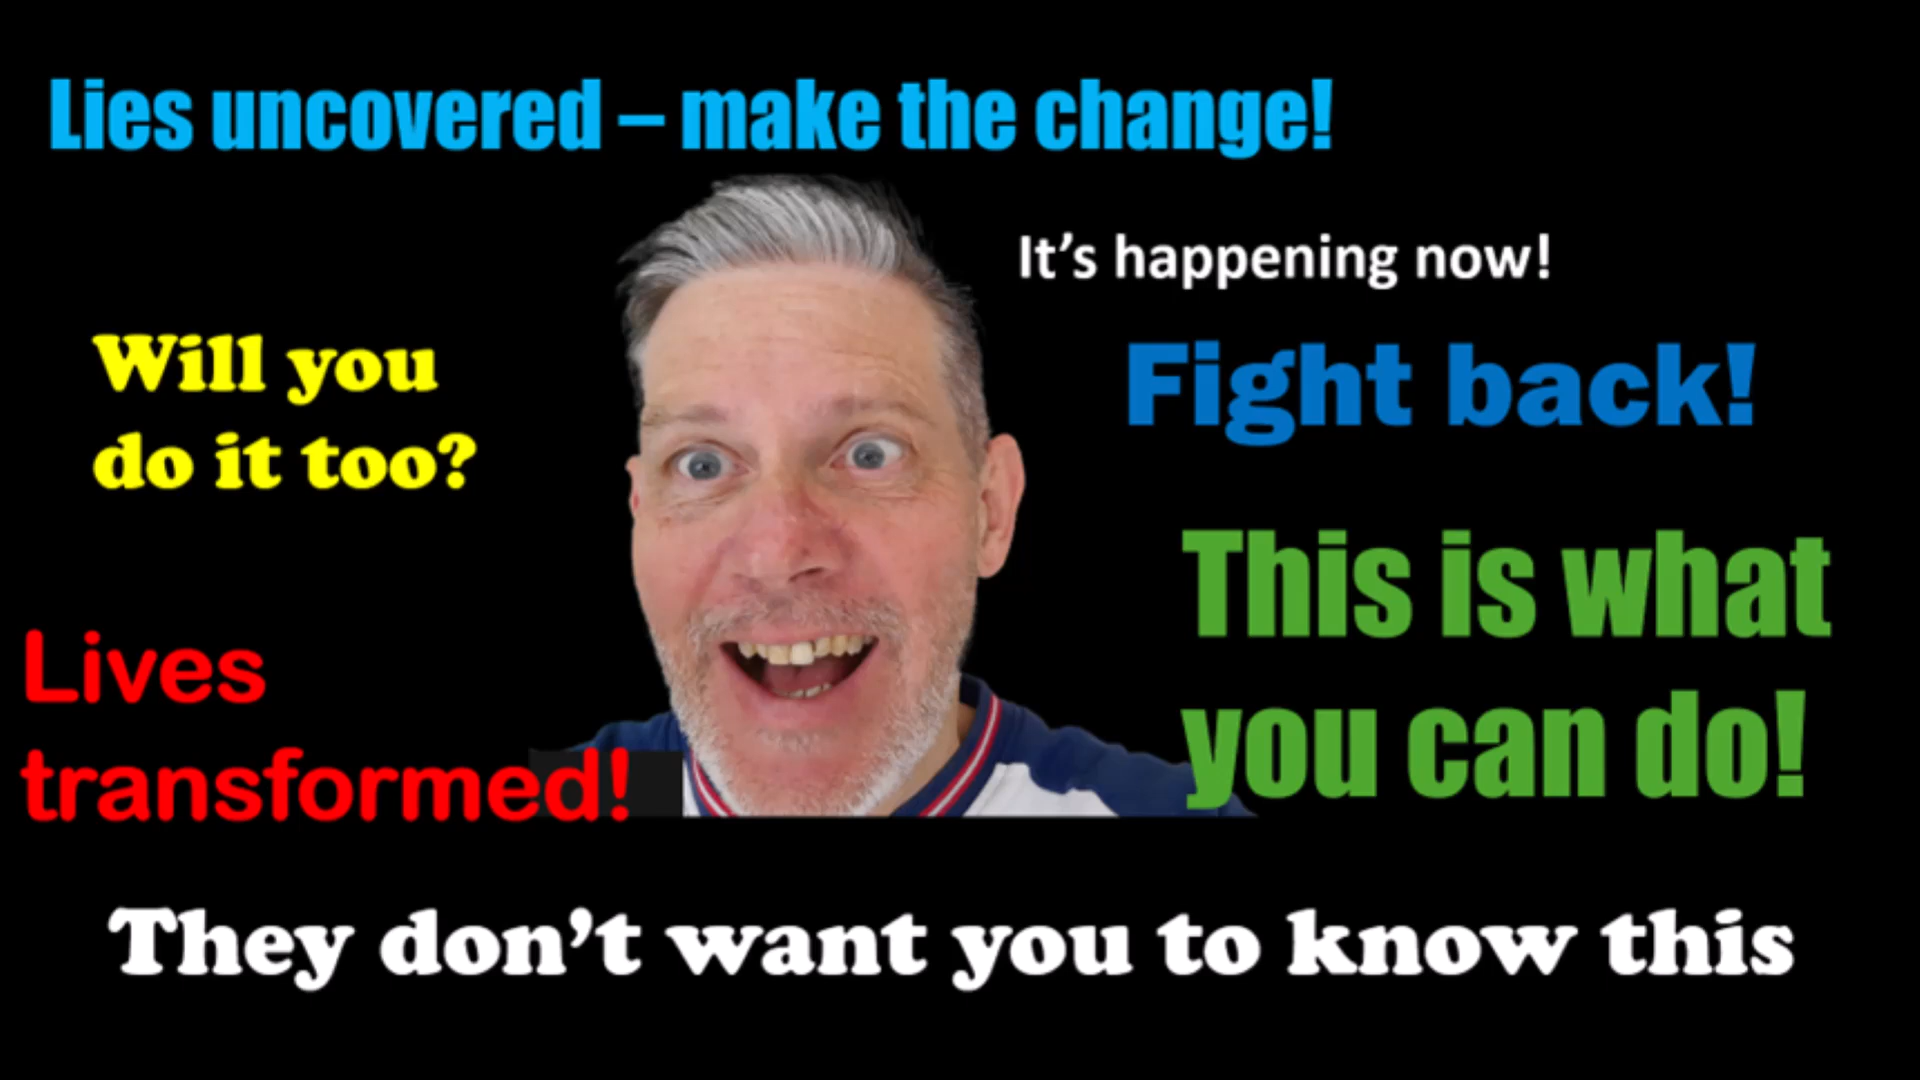 Lies uncovered – make the change!
It’s happening now!
Will you
do it too?
Fight back!
This is what
you can do!
Lives
transformed!
They don’t want you to know this